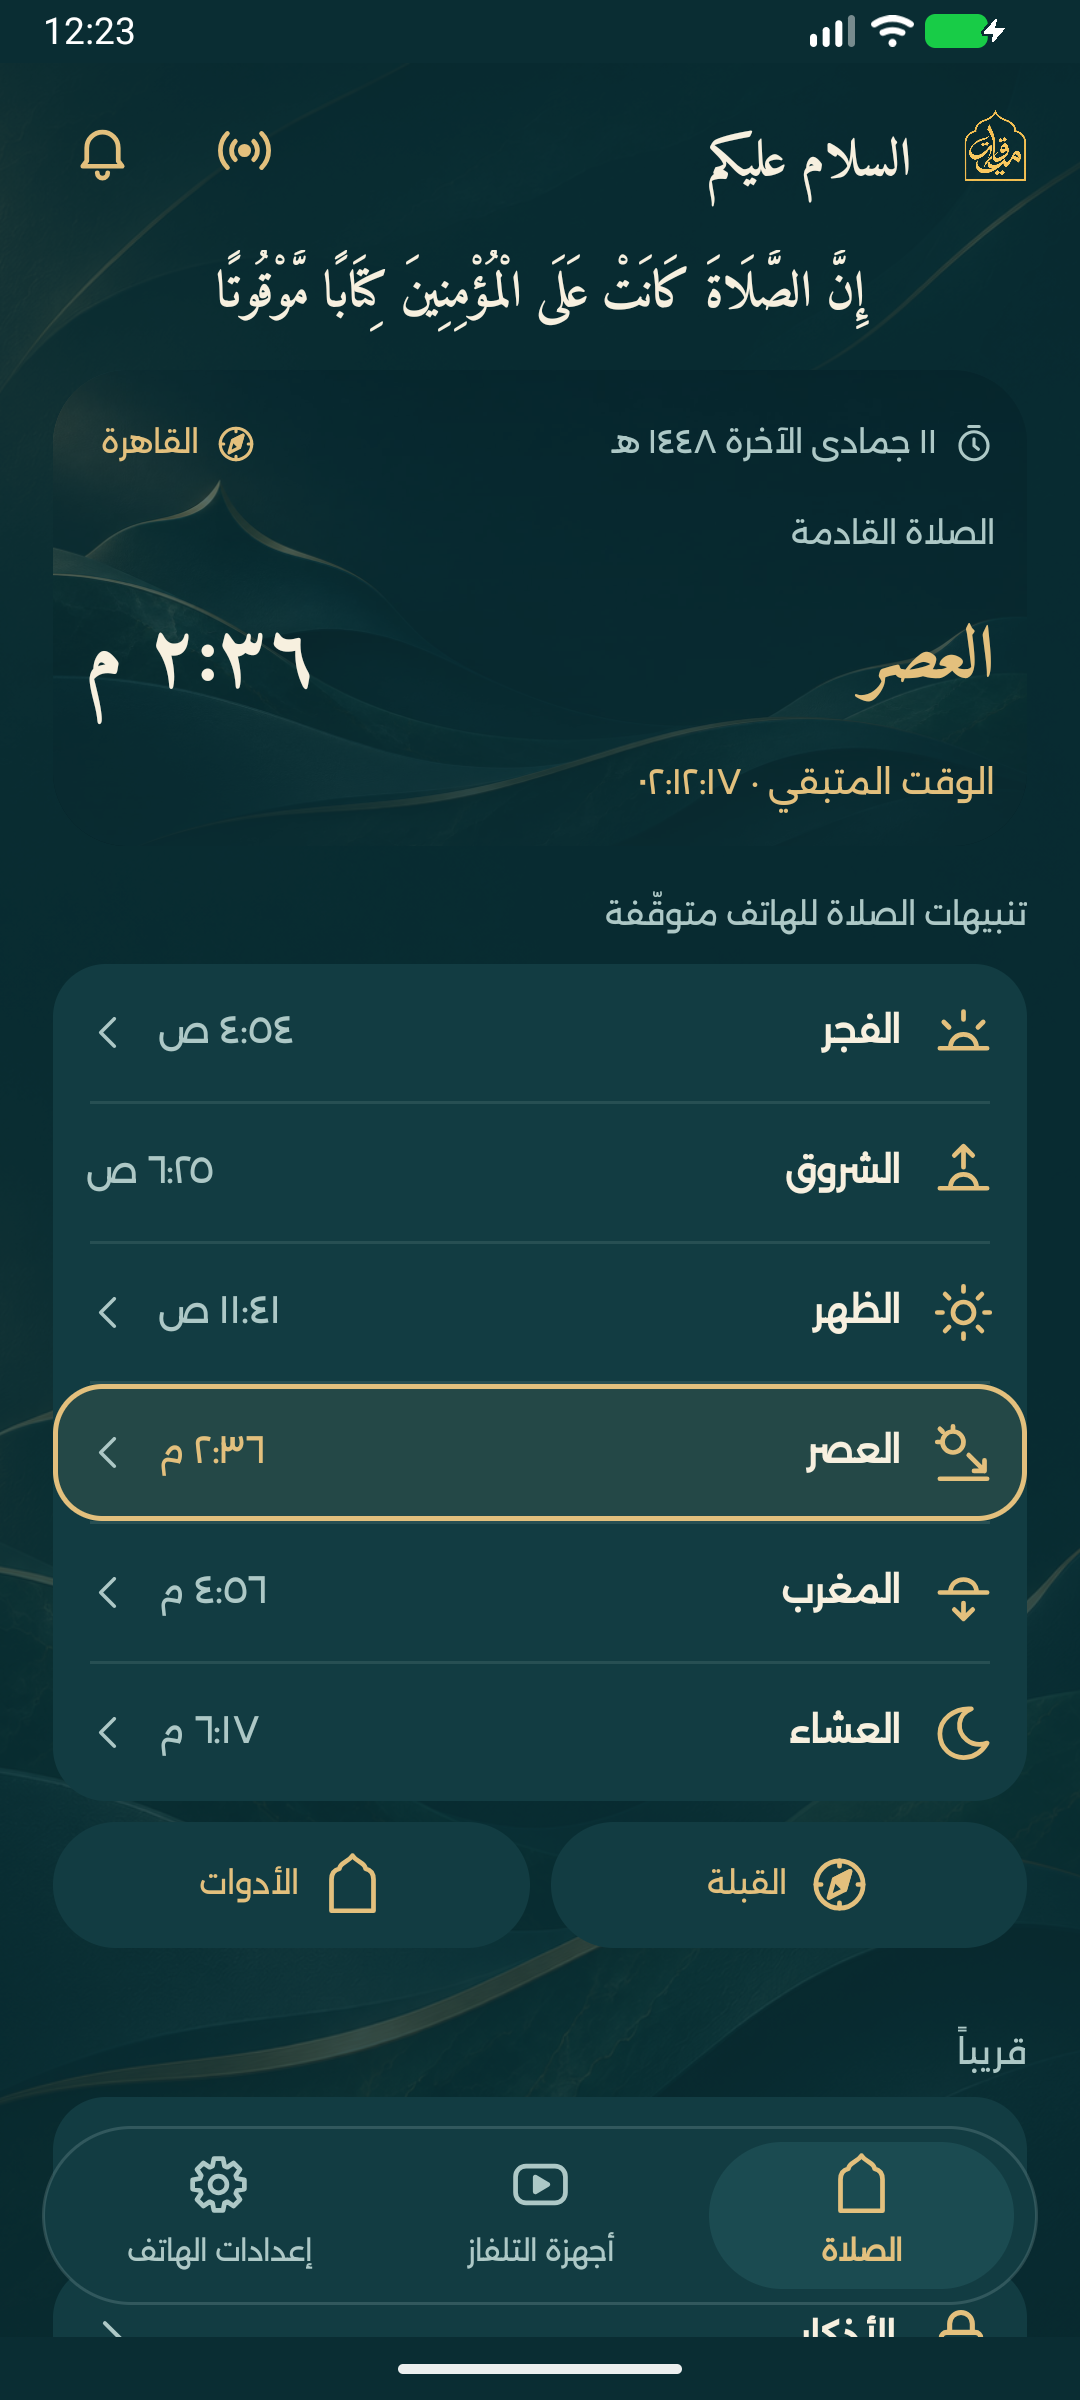 12:23
السلام عليكم
إِنَّ الصَّلَاةَ كَانَتْ عَلَى الْمُؤْمِنِينَ كِتَابًا مَّوْقُوتًا
١١ جمادى الآخرة ١٤٤٨ هـ
القاهرة
الصلاة القادمة
العصر
٢:٣٦ م
الوقت المتبقي · ٠٢:١٢:١٧
تنبيهات الصلاة للهاتف متوقّفة
الفجر ٤:٥٤ ص
الشروق ٦:٢٥ ص
الظهر ١١:٤١ ص
العصر ٢:٣٦ م
المغرب ٤:٥٦ م
العشاء ٦:١٧ م
القبلة
الأدوات
قريباً
الصلاة
أجهزة التلفاز
إعدادات الهاتف
الأذكار